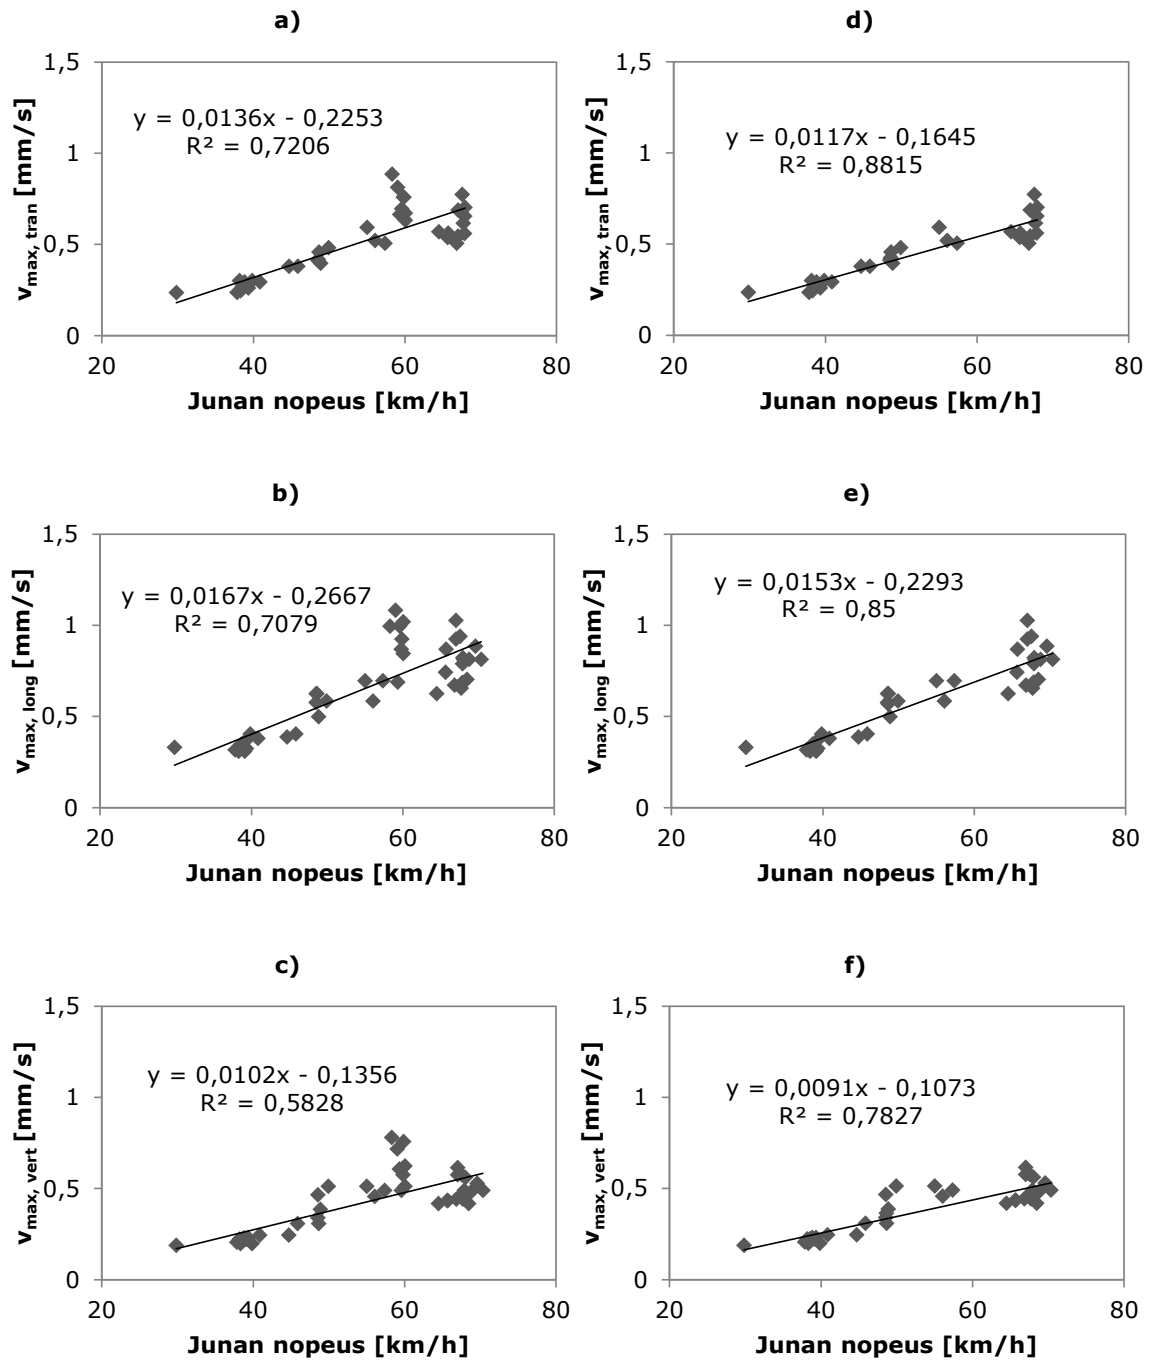 a)
1,5
1
0,5
0
20
40
60
80
v_max, tran [mm/s]
y = 0,0136x - 0,2253
R² = 0,7206
Junan nopeus [km/h]
d)
1,5
1
0,5
0
20
40
60
80
v_max, tran [mm/s]
y = 0,0117x - 0,1645
R² = 0,8815
Junan nopeus [km/h]
b)
1,5
1
0,5
0
20
40
60
80
v_max, long [mm/s]
y = 0,0167x - 0,2667
R² = 0,7079
Junan nopeus [km/h]
e)
1,5
1
0,5
0
20
40
60
80
v_max, long [mm/s]
y = 0,0153x - 0,2293
R² = 0,85
Junan nopeus [km/h]
c)
1,5
1
0,5
0
20
40
60
80
v_max, vert [mm/s]
y = 0,0102x - 0,1356
R² = 0,5828
Junan nopeus [km/h]
f)
1,5
1
0,5
0
20
40
60
80
v_max, vert [mm/s]
y = 0,0091x - 0,1073
R² = 0,7827
Junan nopeus [km/h]